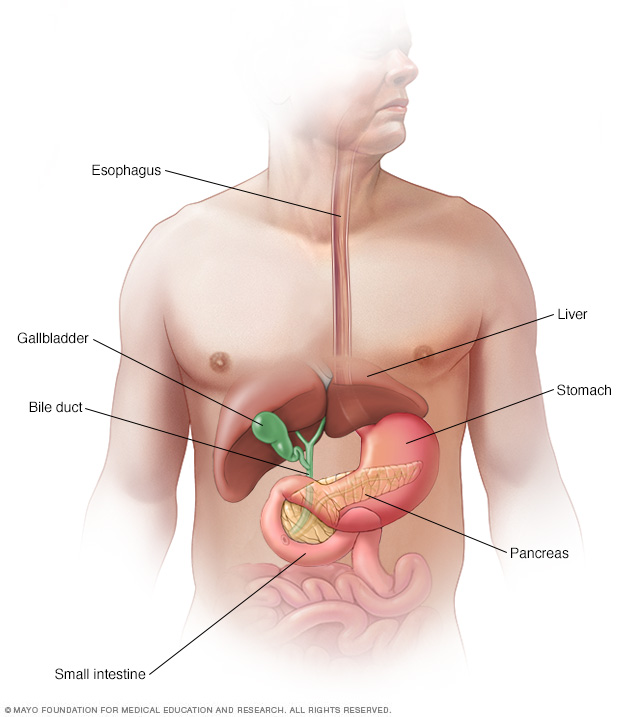 Esophagus
Liver
Gallbladder
Stomach
Bile duct
Pancreas
Small intestine
© MAYO FOUNDATION FOR MEDICAL EDUCATION AND RESEARCH. ALL RIGHTS RESERVED.